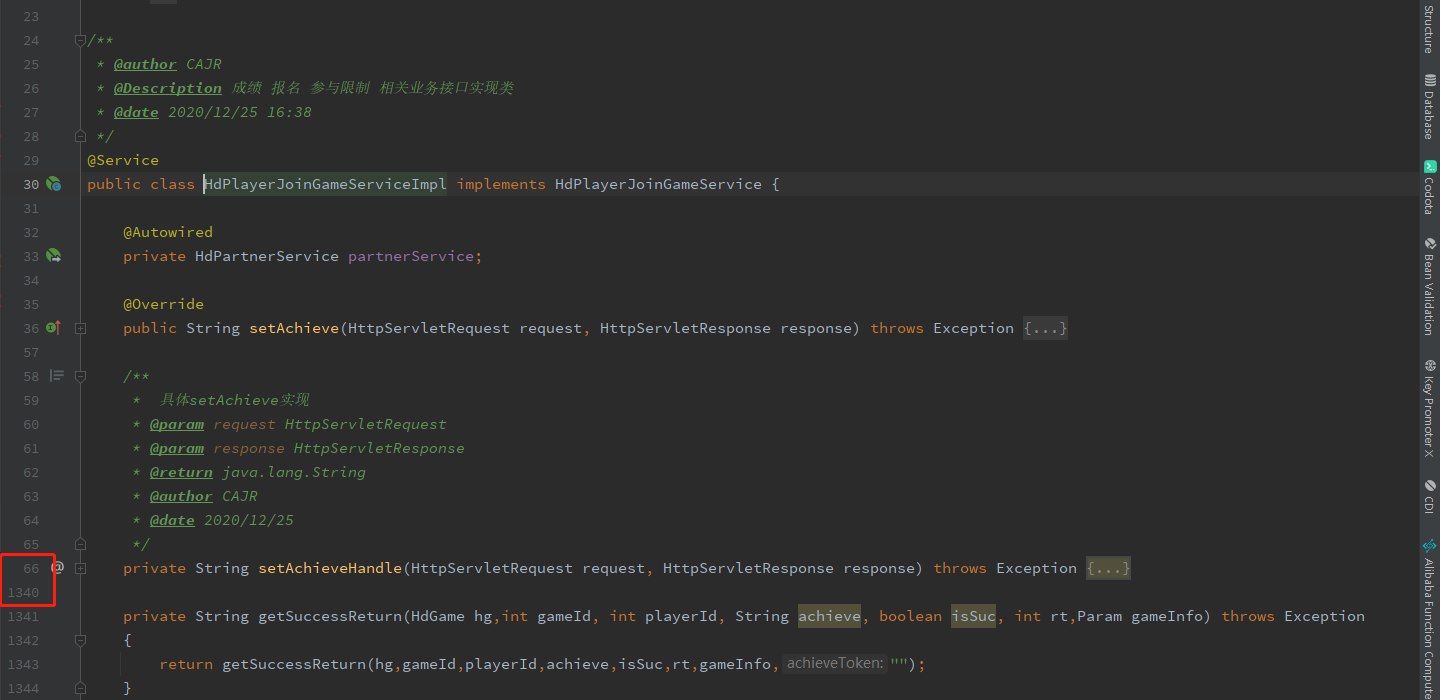 23
24 /**
25 * @author CAJR
26 * @Description 成绩 报名 参与限制 相关业务接口实现类
27 * @date 2020/12/25 16:38
28 */
29 @Service
30 public class HdPlayerJoinGameServiceImpl implements HdPlayerJoinGameService {
31
32 @Autowired
33 private HdPartnerService partnerService;
34
35 @Override
36 public String setAchieve(HttpServletRequest request, HttpServletResponse response) throws Exception {...}
57
58 /**
59 * 具体setAchieve实现
60 * @param request HttpServletRequest
61 * @param response HttpServletResponse
62 * @return java.lang.String
63 * @author CAJR
64 * @date 2020/12/25
65 */
66 @ private String setAchieveHandle(HttpServletRequest request, HttpServletResponse response) throws Exception {...}
1340
1341 private String getSuccessReturn(HdGame hg,int gameId, int playerId, String achieve, boolean isSuc, int rt,Param gameInfo) throws Exception
1342 {
1343 return getSuccessReturn(hg,gameId,playerId,achieve,isSuc,rt,gameInfo, achieveToken: "");
1344 }
Structure
Database
Codota
Bean Validation
Key Promoter X
CDI
Alibaba Function Compute